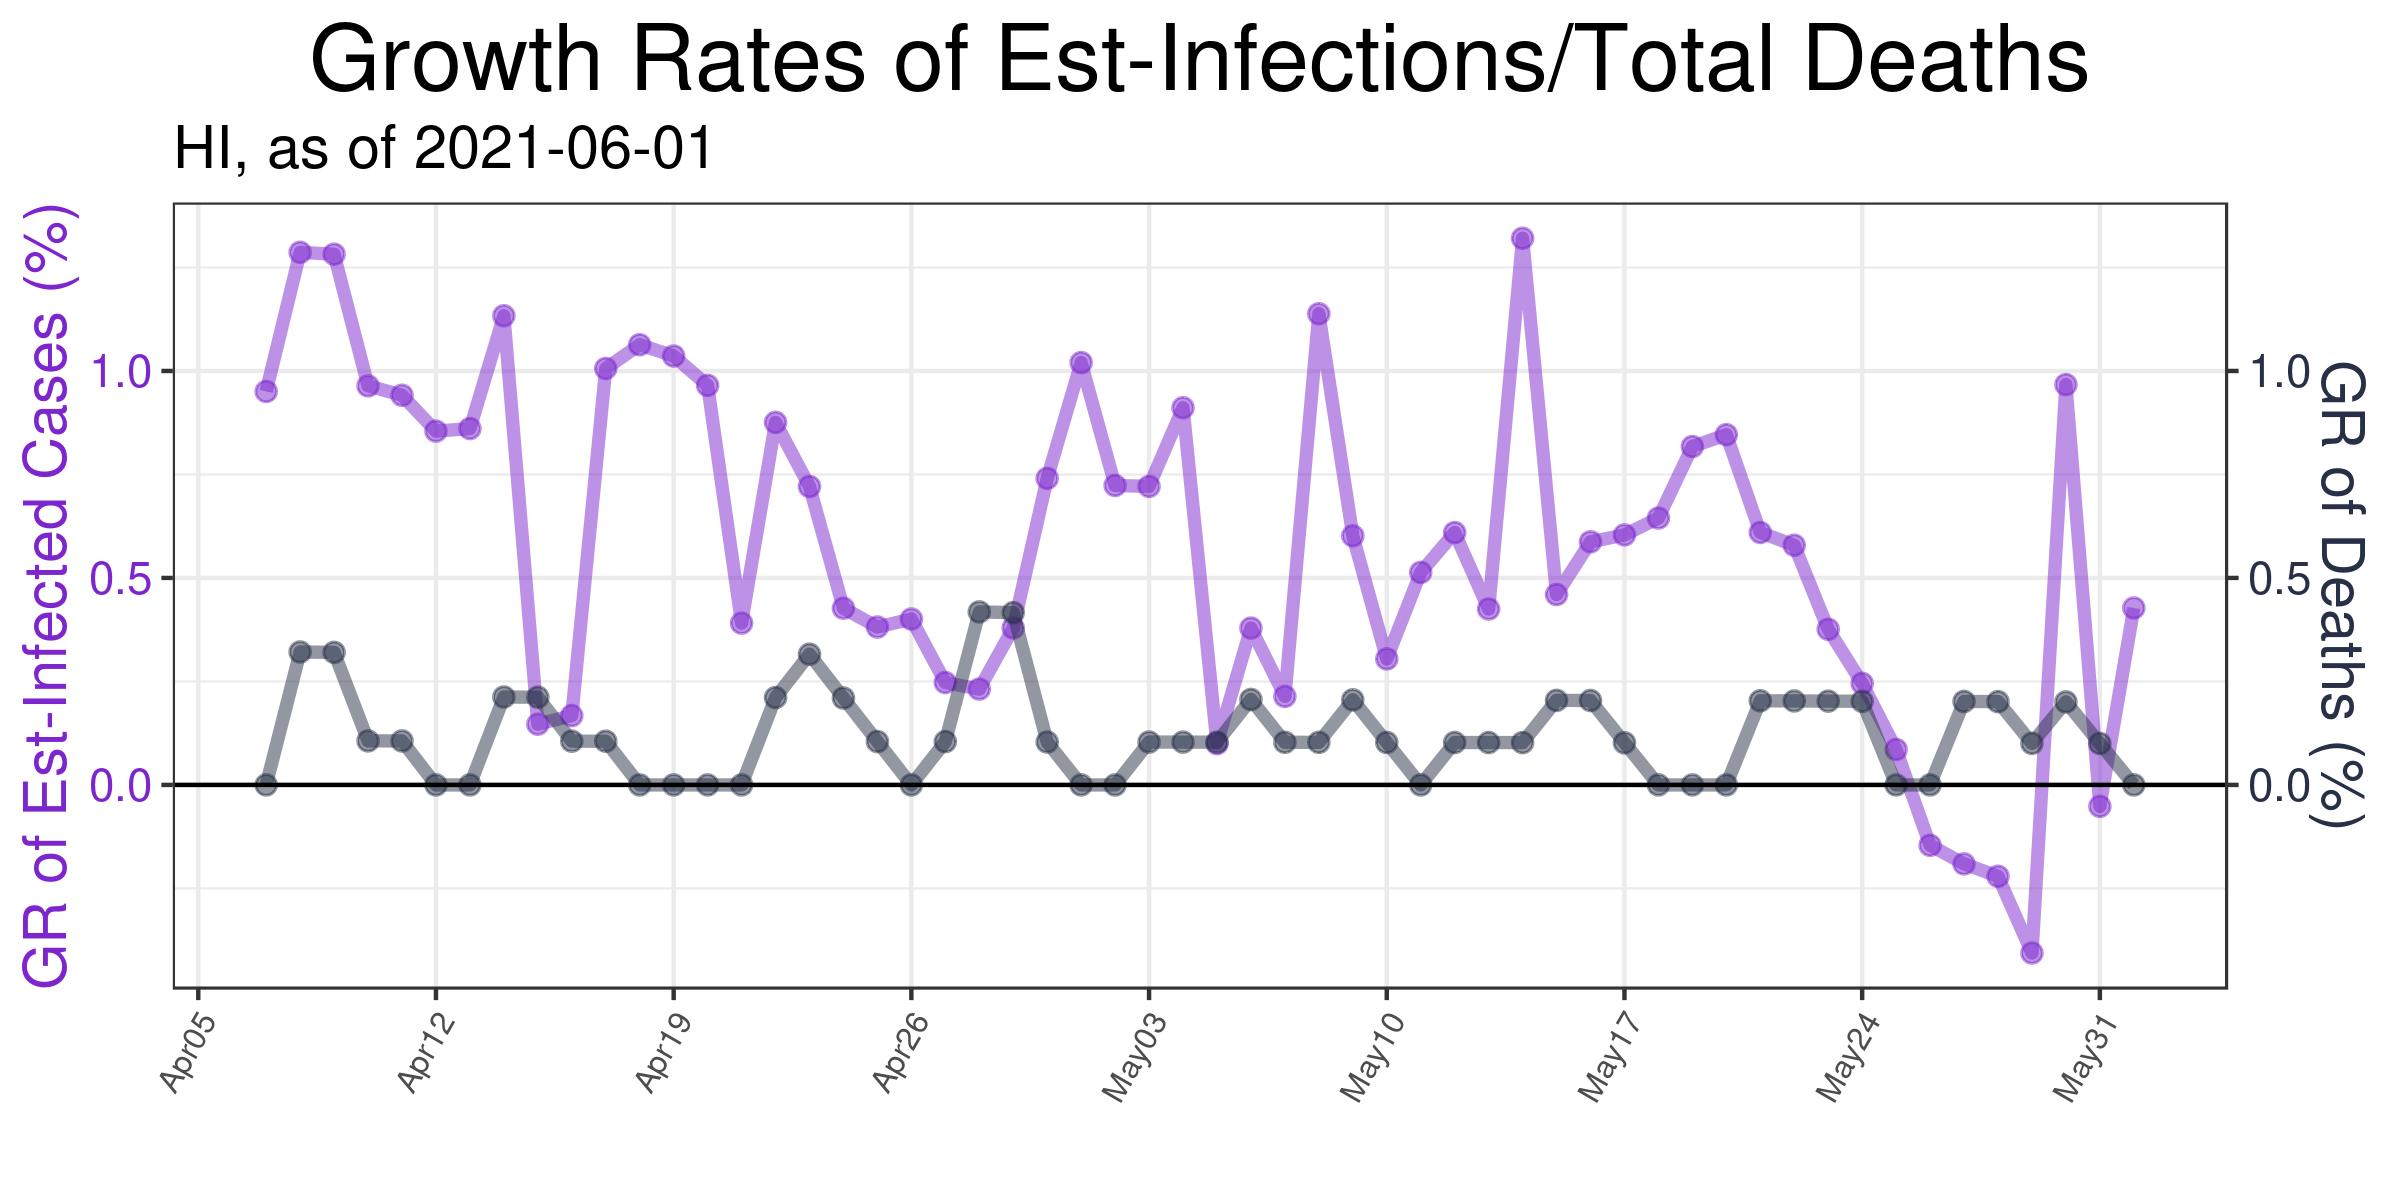 Growth Rates of Est-Infections/Total Deaths
HI, as of 2021-06-01
GR of Est-Infected Cases (%)
1.0
0.5
0.0
1.0
0.5
0.0
GR of Deaths (%)
Apr05
Apr12
Apr19
Apr26
May03
May10
May17
May24
May31